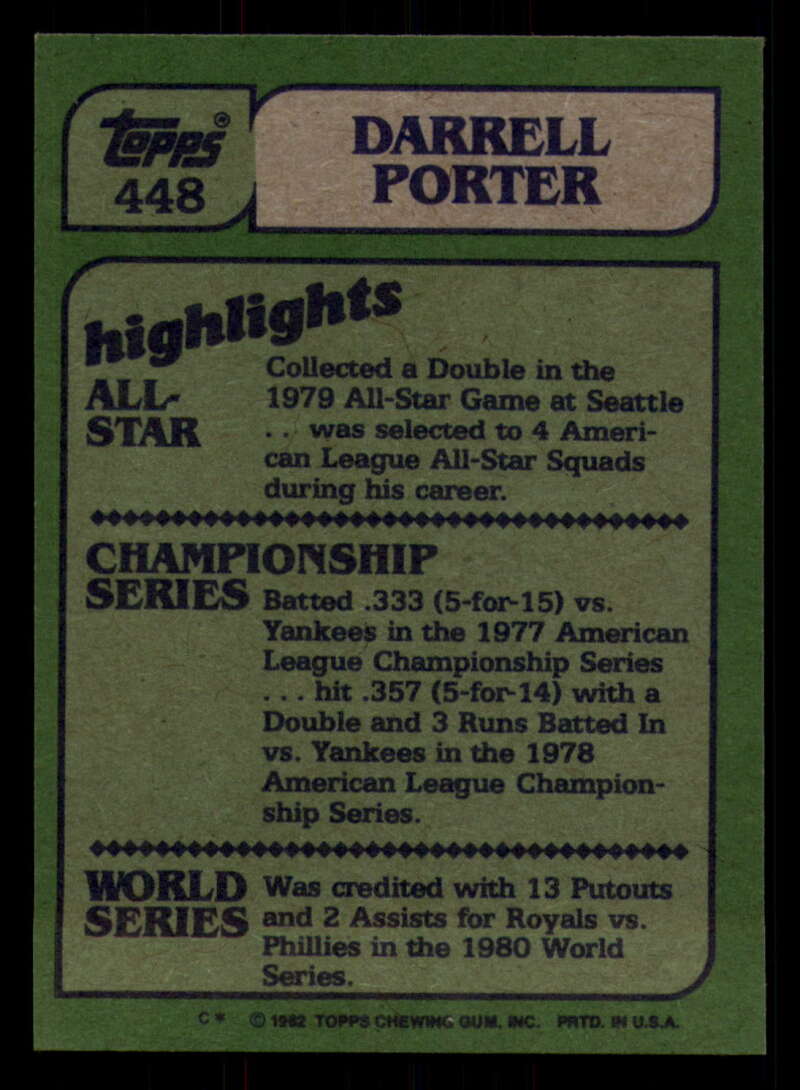 topps®
448
DARRELL
PORTER
highlights
ALL-
STAR
Collected a Double in the
1979 All-Star Game at Seattle
. . . was selected to 4 Ameri-
can League All-Star Squads
during his career.
CHAMPIONSHIP
SERIES
Batted .333 (5-for-15) vs.
Yankees in the 1977 American
League Championship Series
. . . hit .357 (5-for-14) with a
Double and 3 Runs Batted In
vs. Yankees in the 1978
American League Champion-
ship Series.
WORLD
SERIES
Was credited with 13 Putouts
and 2 Assists for Royals vs.
Phillies in the 1980 World
Series.
C* © 1982 TOPPS CHEWING GUM, INC. PRTD. IN U.S.A.